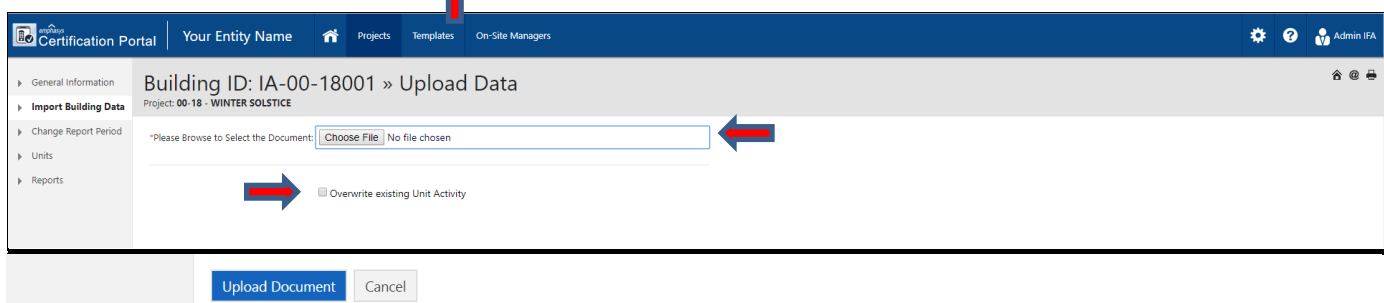 emphasys
Certification Portal
Your Entity Name
Projects
Templates
On-Site Managers
Admin IFA
General Information
Import Building Data
Change Report Period
Units
Reports
Building ID: IA-00-18001 » Upload Data
Project: 00-18 - WINTER SOLSTICE
*Please Browse to Select the Document: Choose File No file chosen
Overwrite existing Unit Activity
Upload Document Cancel